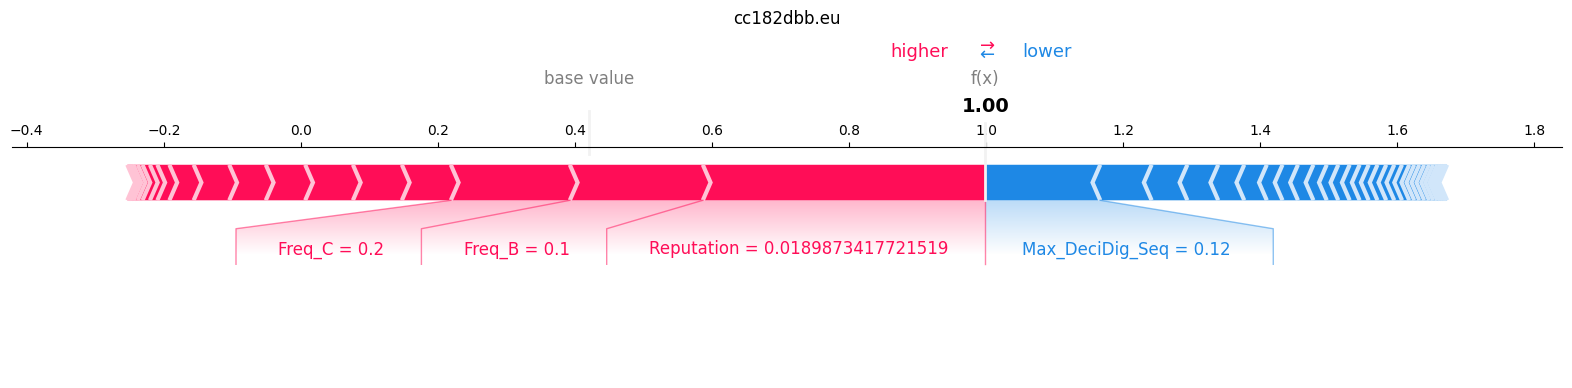 cc182dbb.eu
higher ⇄ lower
base value f(x)
1.00
−0.4 −0.2 0.0 0.2 0.4 0.6 0.8 1.0 1.2 1.4 1.6 1.8
Freq_C = 0.2 Freq_B = 0.1 Reputation = 0.0189873417721519 Max_DeciDig_Seq = 0.12